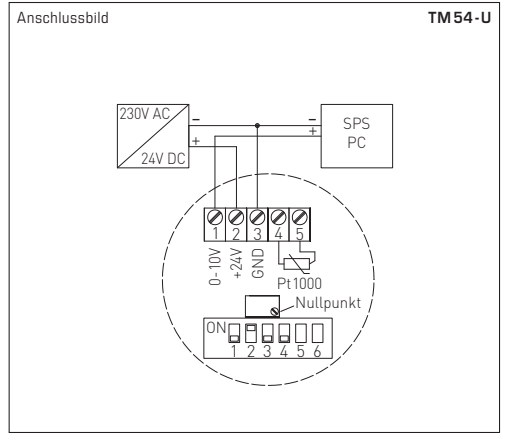 Anschlussbild TM54-U
230V AC
24V DC
–
+
–
+
SPS
PC
1 2 3 4 5
0-10V
+24V
GND
Pt1000
Nullpunkt
ON
1 2 3 4 5 6